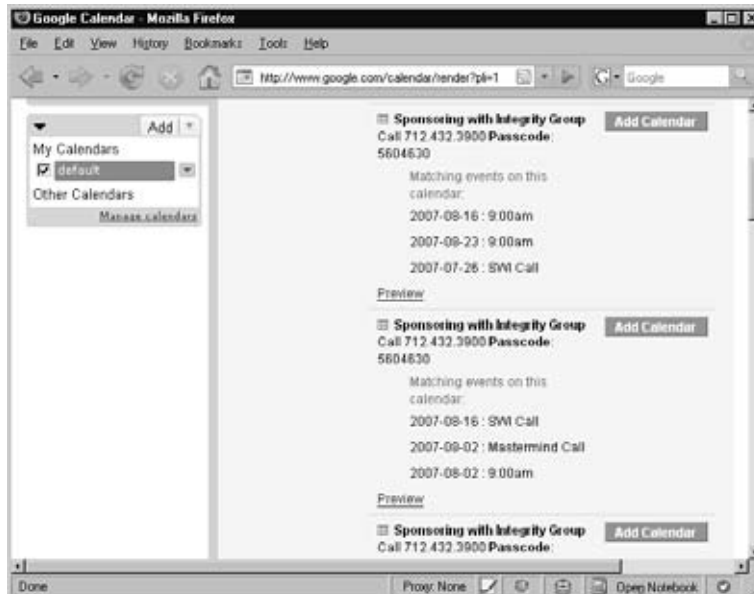 Google Calendar - Mozilla Firefox
File Edit View History Bookmarks Tools Help
http://www.google.com/calendar/render?pli=1
Google
Add
My Calendars
default
Other Calendars
Manage calendars
Sponsoring with Integrity Group
Call 712.432.3900 Passcode:
5604630
Add Calendar
Matching events on this
calendar:
2007-08-16 : 9:00am
2007-08-23 : 9:00am
2007-07-26 : SWI Call
Preview
Sponsoring with Integrity Group
Call 712.432.3900 Passcode:
5604630
Add Calendar
Matching events on this
calendar:
2007-08-16 : SWI Call
2007-08-02 : Mastermind Call
2007-08-02 : 9:00am
Preview
Sponsoring with Integrity Group
Call 712.432.3900 Passcode:
Add Calendar
Done
Proxy: None
Open Notebook